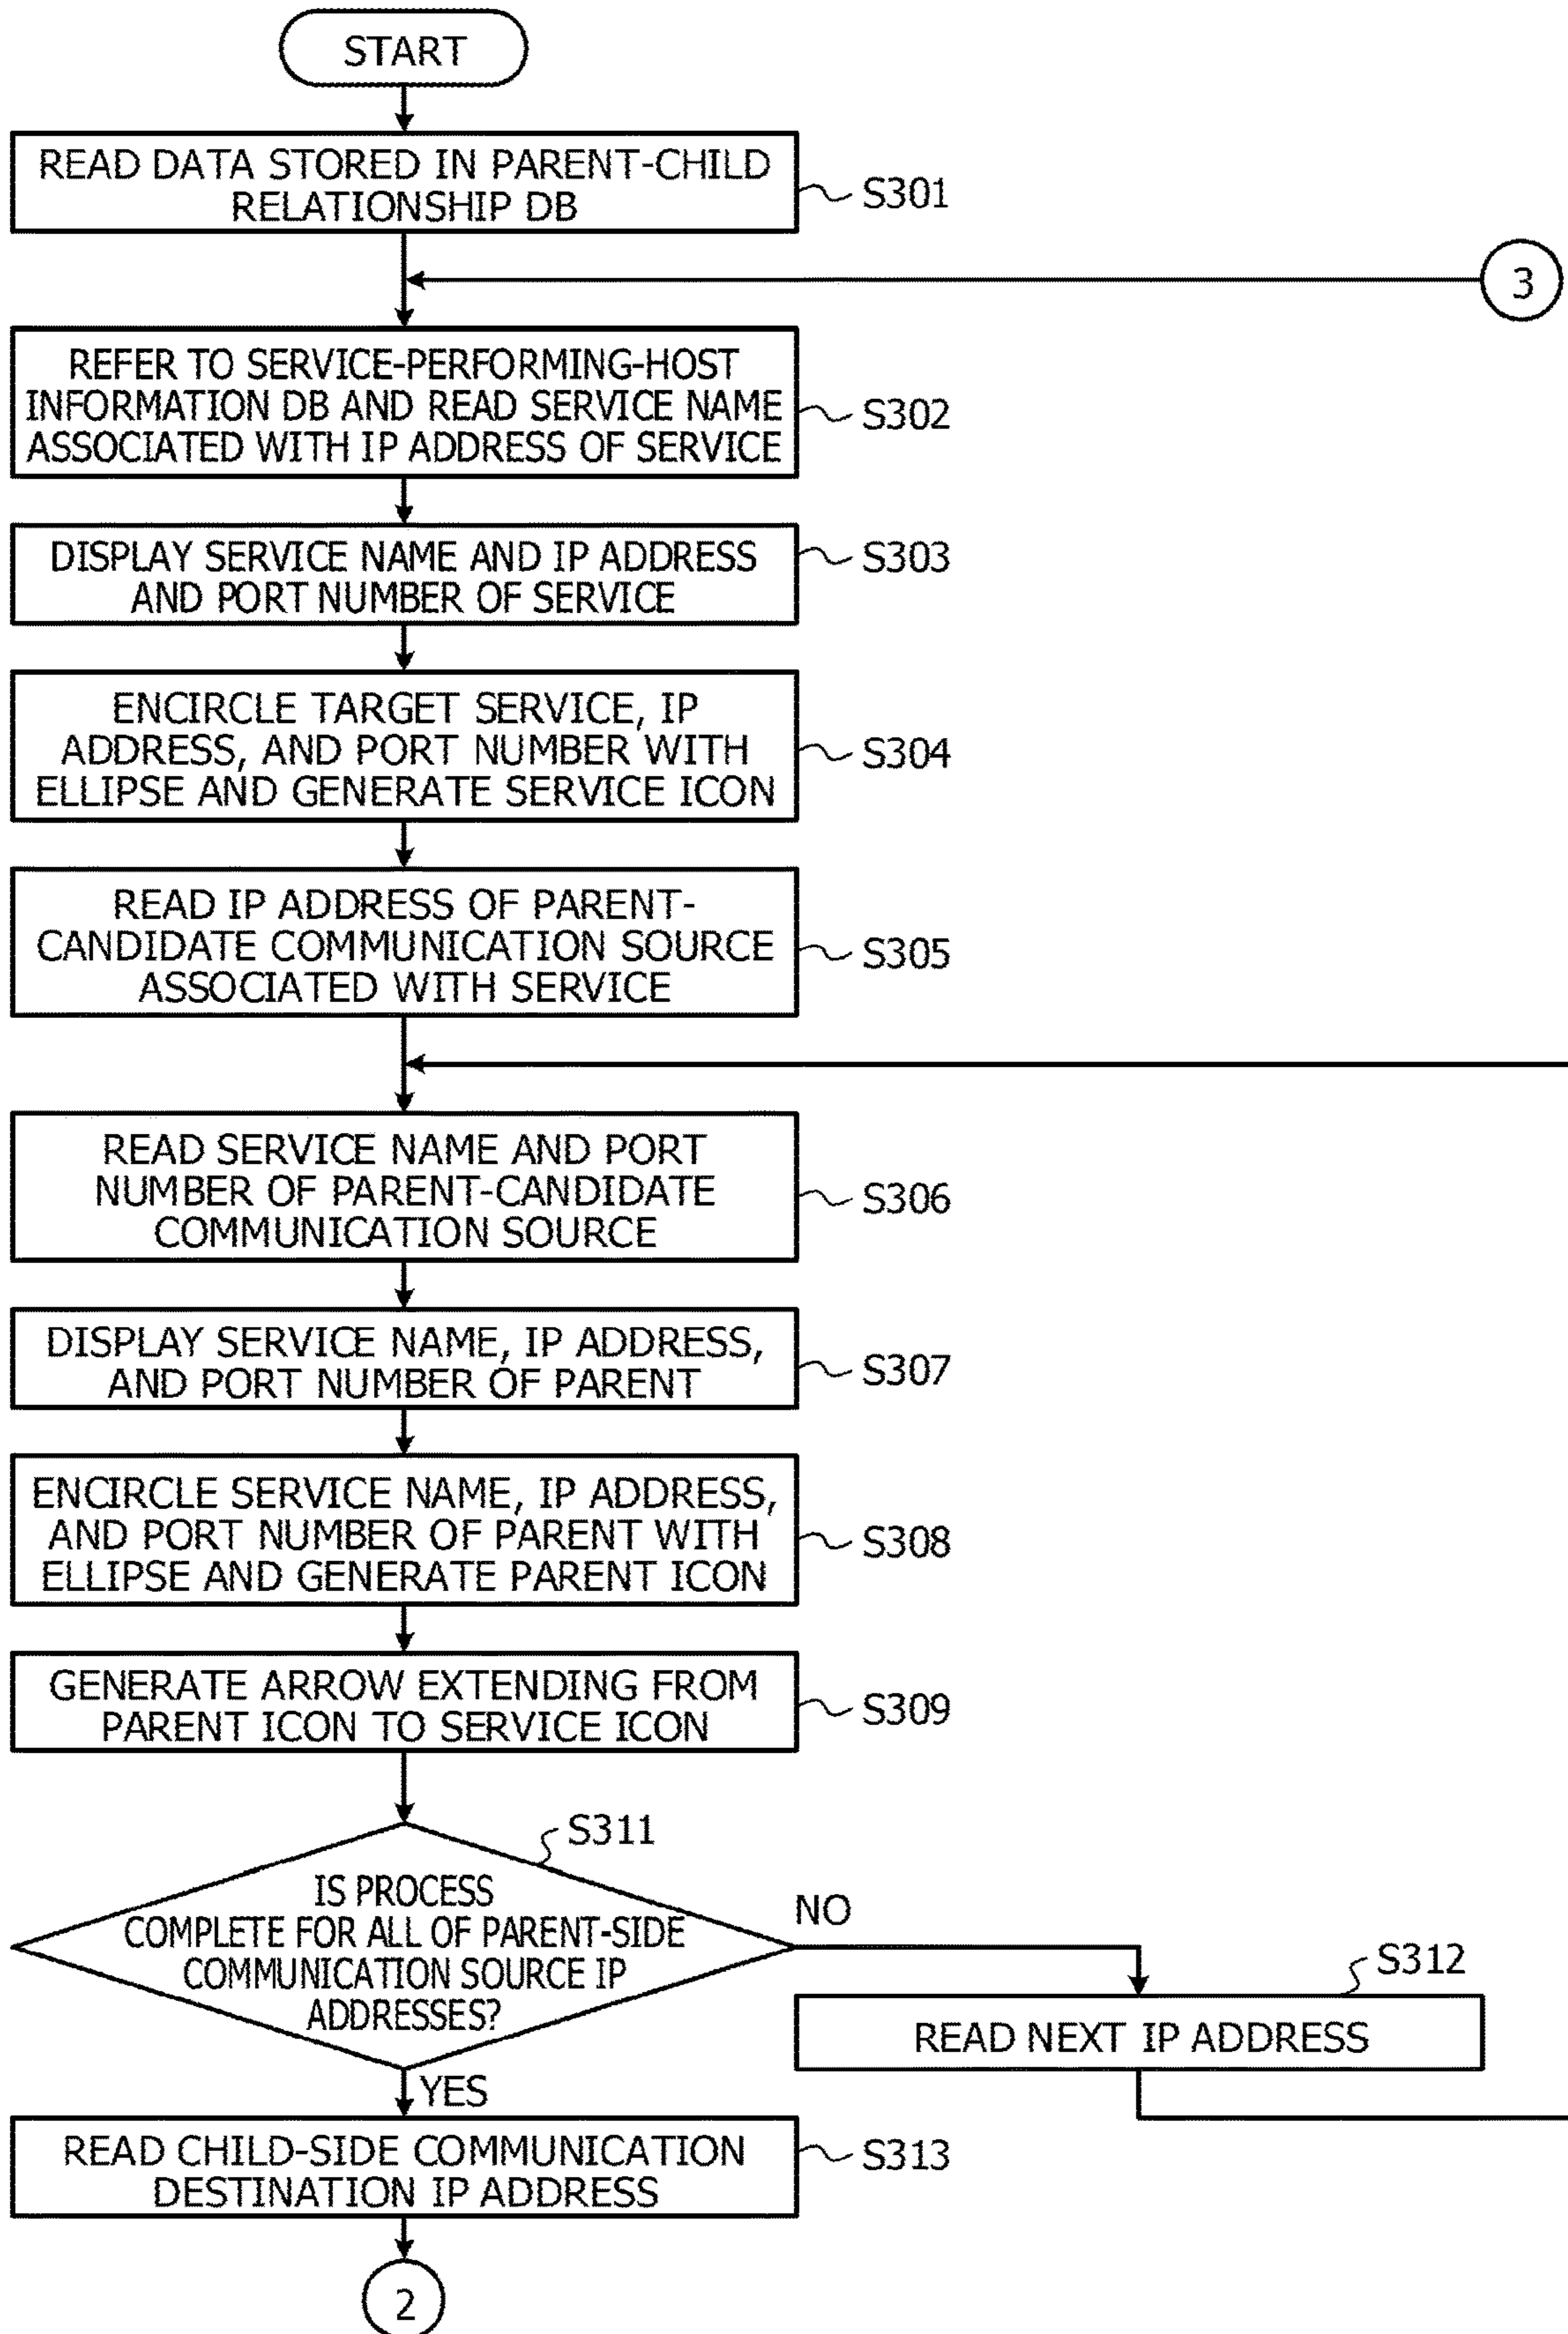 START
READ DATA STORED IN PARENT-CHILD
RELATIONSHIP DB
S301
3
REFER TO SERVICE-PERFORMING-HOST
INFORMATION DB AND READ SERVICE NAME
ASSOCIATED WITH IP ADDRESS OF SERVICE
S302
DISPLAY SERVICE NAME AND IP ADDRESS
AND PORT NUMBER OF SERVICE
S303
ENCIRCLE TARGET SERVICE, IP
ADDRESS, AND PORT NUMBER WITH
ELLIPSE AND GENERATE SERVICE ICON
S304
READ IP ADDRESS OF PARENT-
CANDIDATE COMMUNICATION SOURCE
ASSOCIATED WITH SERVICE
S305
READ SERVICE NAME AND PORT
NUMBER OF PARENT-CANDIDATE
COMMUNICATION SOURCE
S306
DISPLAY SERVICE NAME, IP ADDRESS,
AND PORT NUMBER OF PARENT
S307
ENCIRCLE SERVICE NAME, IP ADDRESS,
AND PORT NUMBER OF PARENT WITH
ELLIPSE AND GENERATE PARENT ICON
S308
GENERATE ARROW EXTENDING FROM
PARENT ICON TO SERVICE ICON
S309
S311
IS PROCESS
COMPLETE FOR ALL OF PARENT-SIDE
COMMUNICATION SOURCE IP
ADDRESSES?
NO
S312
READ NEXT IP ADDRESS
YES
READ CHILD-SIDE COMMUNICATION
DESTINATION IP ADDRESS
S313
2